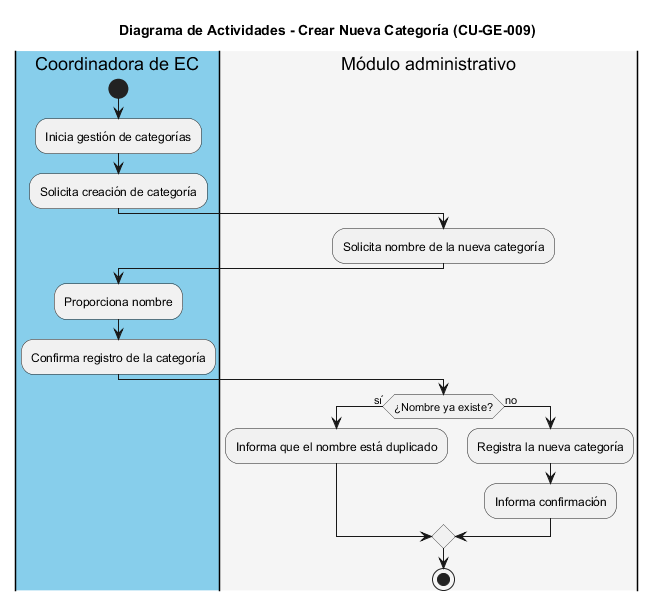 Diagrama de Actividades - Crear Nueva Categoría (CU-GE-009)
Coordinadora de EC
Módulo administrativo
Inicia gestión de categorías
Solicita creación de categoría
Solicita nombre de la nueva categoría
Proporciona nombre
Confirma registro de la categoría
sí
¿Nombre ya existe?
no
Informa que el nombre está duplicado
Registra la nueva categoría
Informa confirmación